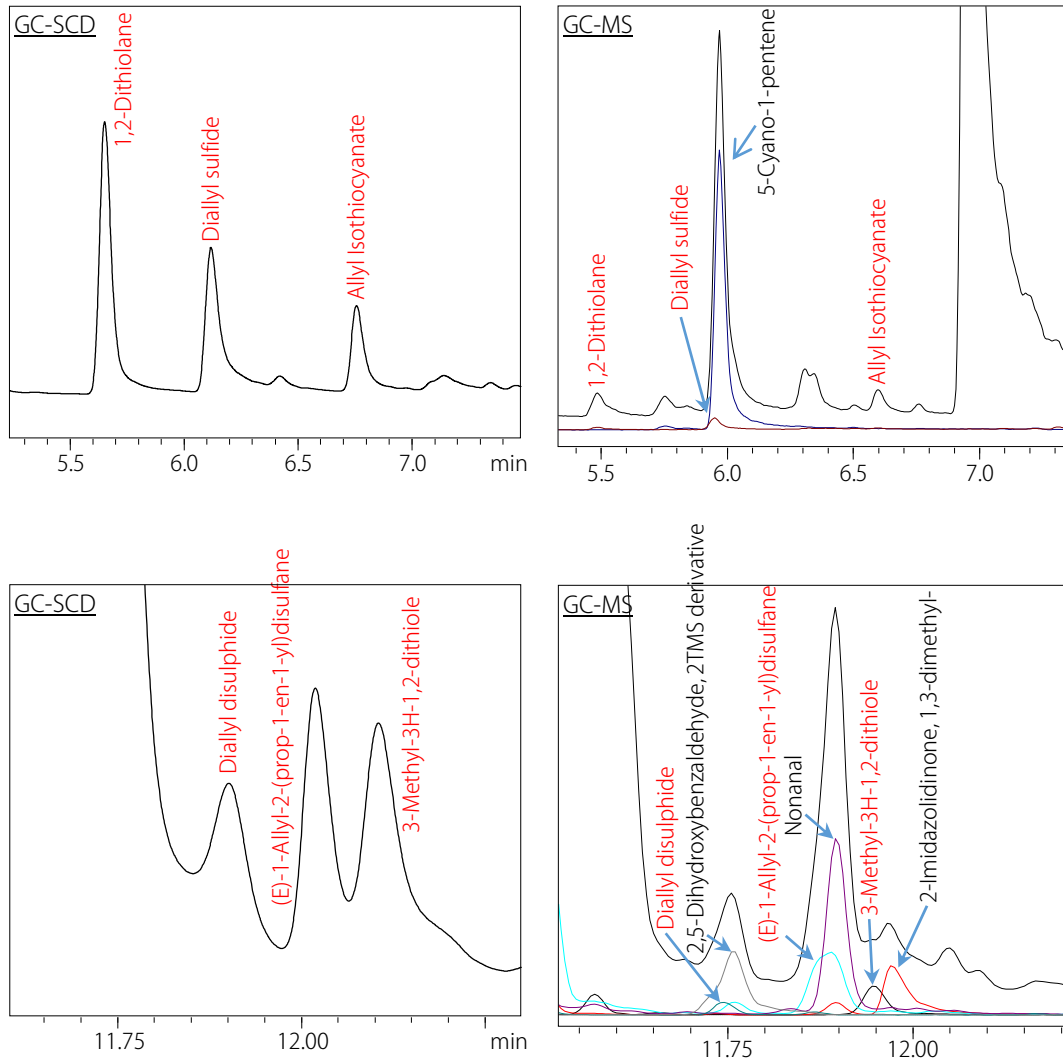 GC-SCD
1,2-Dithiolane
Diallyl sulfide
Allyl Isothiocyanate
5.5
6.0
6.5
7.0
min
GC-MS
1,2-Dithiolane
Diallyl sulfide
5-Cyano-1-pentene
Allyl Isothiocyanate
5.5
6.0
6.5
7.0
GC-SCD
Diallyl disulphide
(E)-1-Allyl-2-(prop-1-en-1-yl)disulfane
3-Methyl-3H-1,2-dithiole
11.75
12.00
min
GC-MS
Diallyl disulphide
2,5-Dihydroxybenzaldehyde, 2TMS derivative
(E)-1-Allyl-2-(prop-1-en-1-yl)disulfane
Nonanal
3-Methyl-3H-1,2-dithiole
2-Imidazolidinone, 1,3-dimethyl-
11.75
12.00